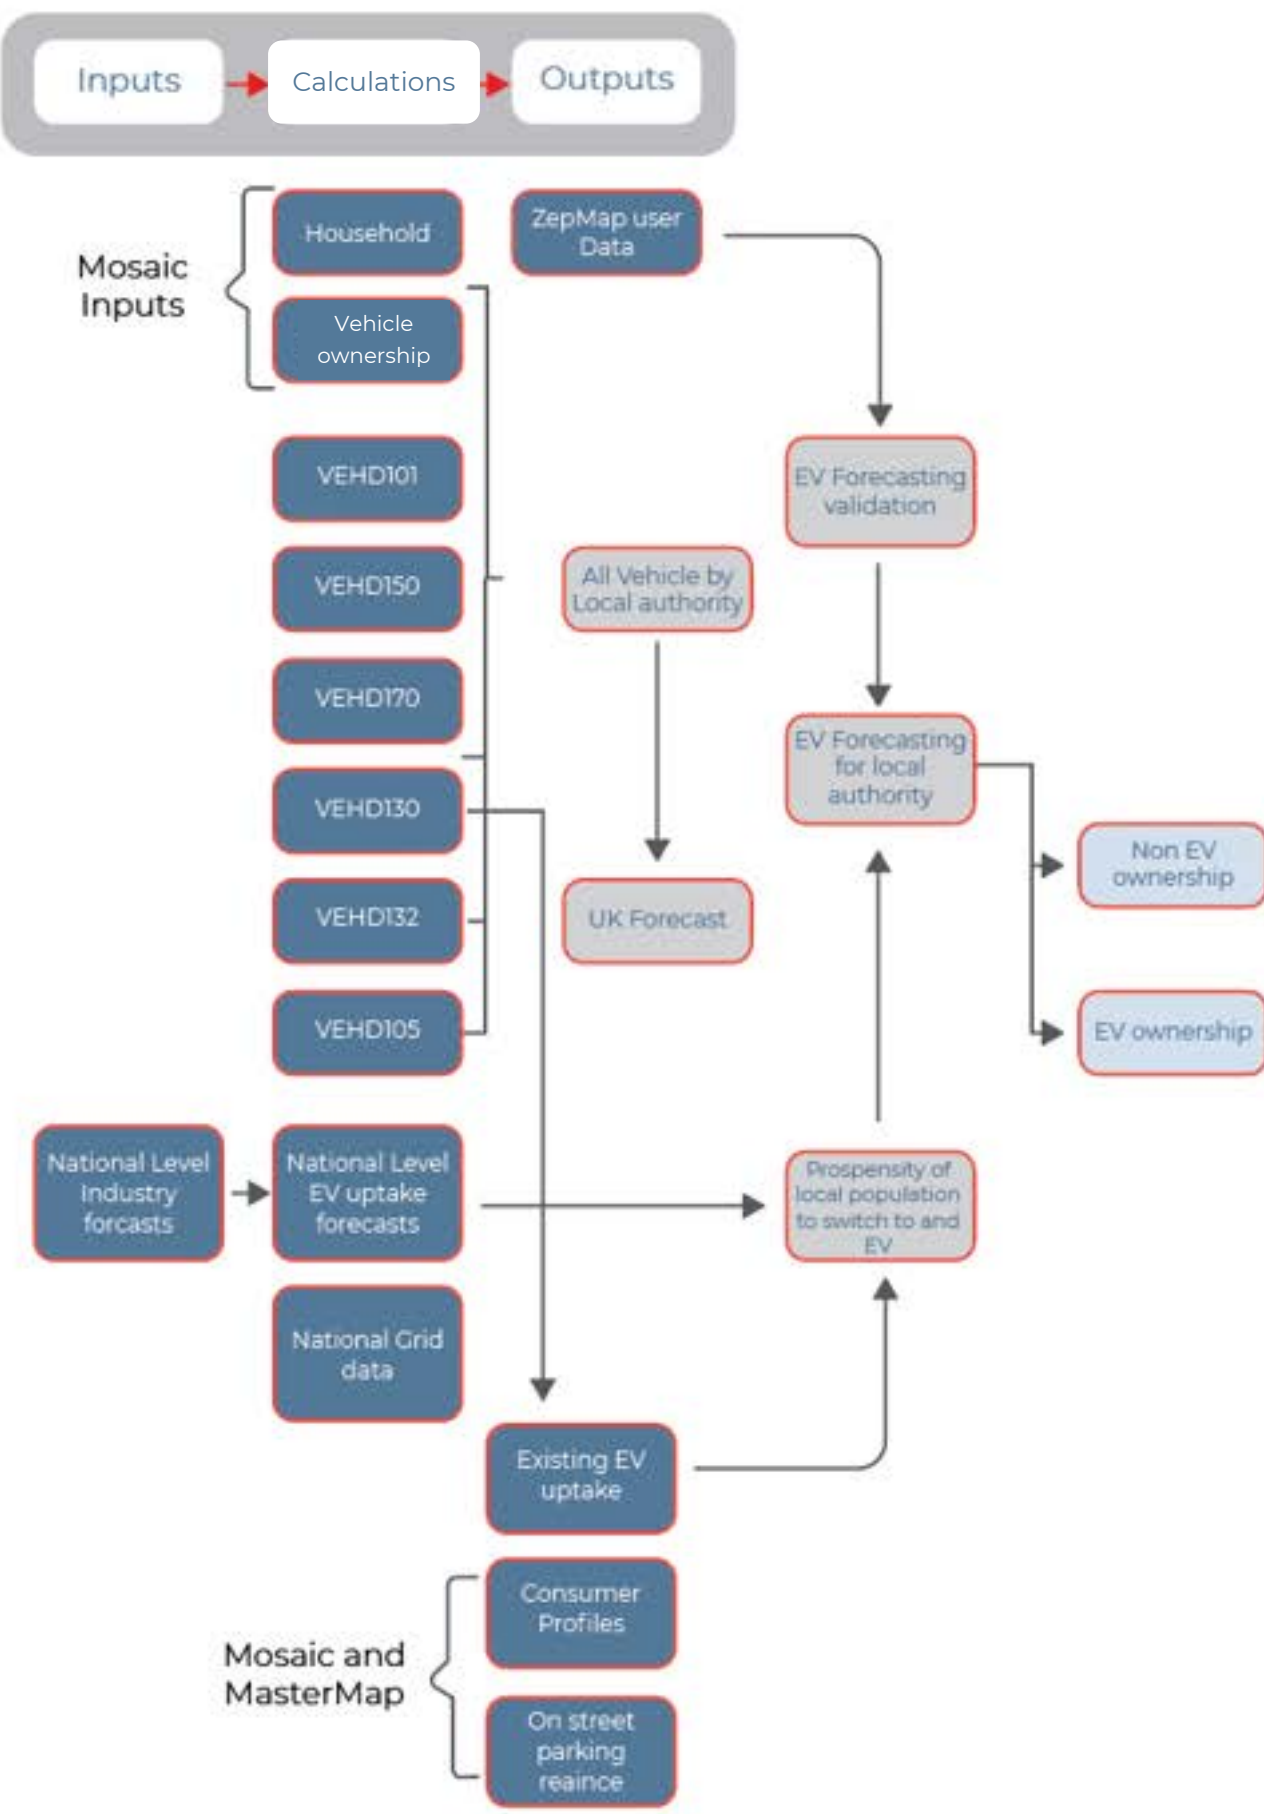 Inputs
Calculations
Outputs
Household
ZepMap user
Data
Mosaic
Inputs
Vehicle
ownership
VEHD101
EV Forecasting
validation
VEHD150
All Vehicle by
Local authority
VEHD170
EV Forecasting
for local
authority
VEHD130
Non EV
ownership
VEHD132
UK Forecast
VEHD105
EV ownership
National Level
Industry
forcasts
National Level
EV uptake
forecasts
Prospensity of
local population
to switch to and
EV
National Grid
data
Existing EV
uptake
Consumer
Profiles
Mosaic and
MasterMap
On street
parking
reaince